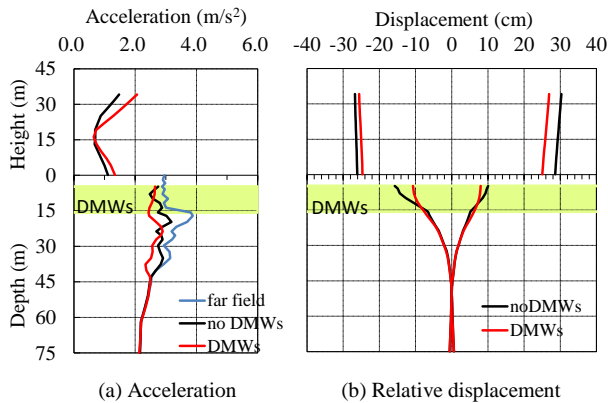 Acceleration (m/s²)
0.0 2.0 4.0 6.0
Height (m)
45
30
15
0
DMWs
15
30
45
60
75
Depth (m)
far field
no DMWs
DMWs
(a) Acceleration
Displacement (cm)
-40 -30 -20 -10 0 10 20 30 40
DMWs
noDMWs
DMWs
(b) Relative displacement